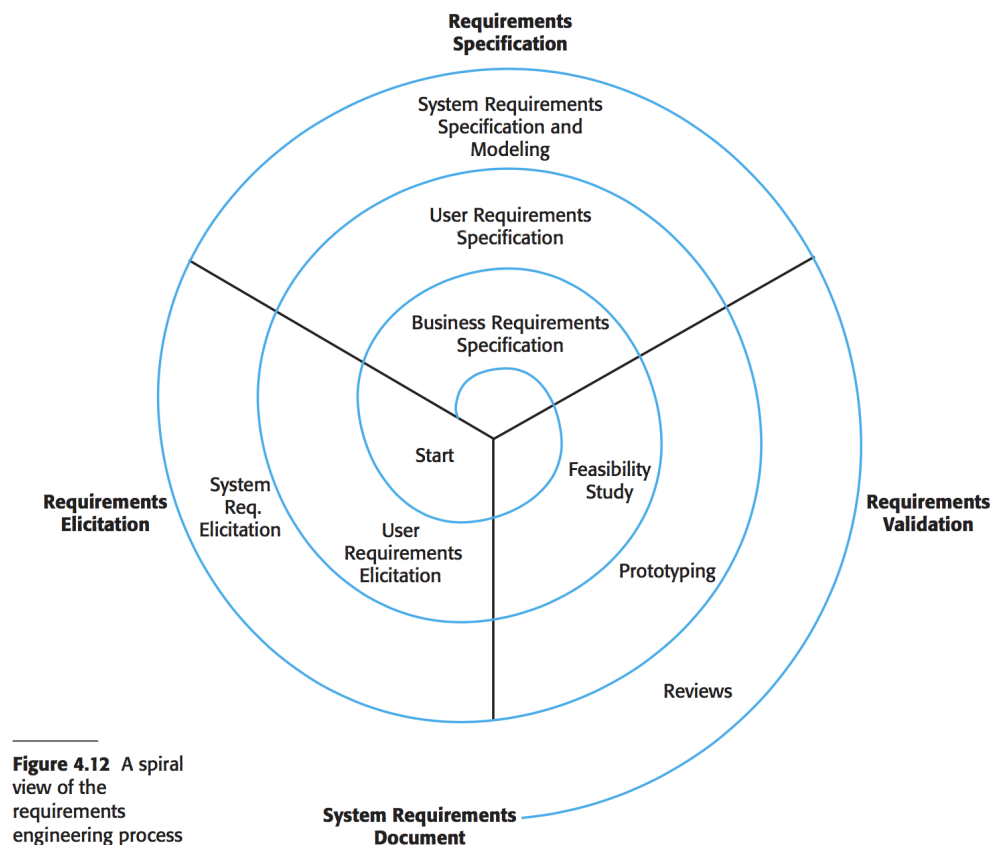 Requirements
Specification
System Requirements
Specification and
Modeling
User Requirements
Specification
Business Requirements
Specification
Start
Feasibility
Study
System
Req.
Elicitation
Requirements
Elicitation
Requirements
Validation
User
Requirements
Elicitation
Prototyping
Reviews
Figure 4.12 A spiral
view of the
requirements
engineering process
System Requirements
Document